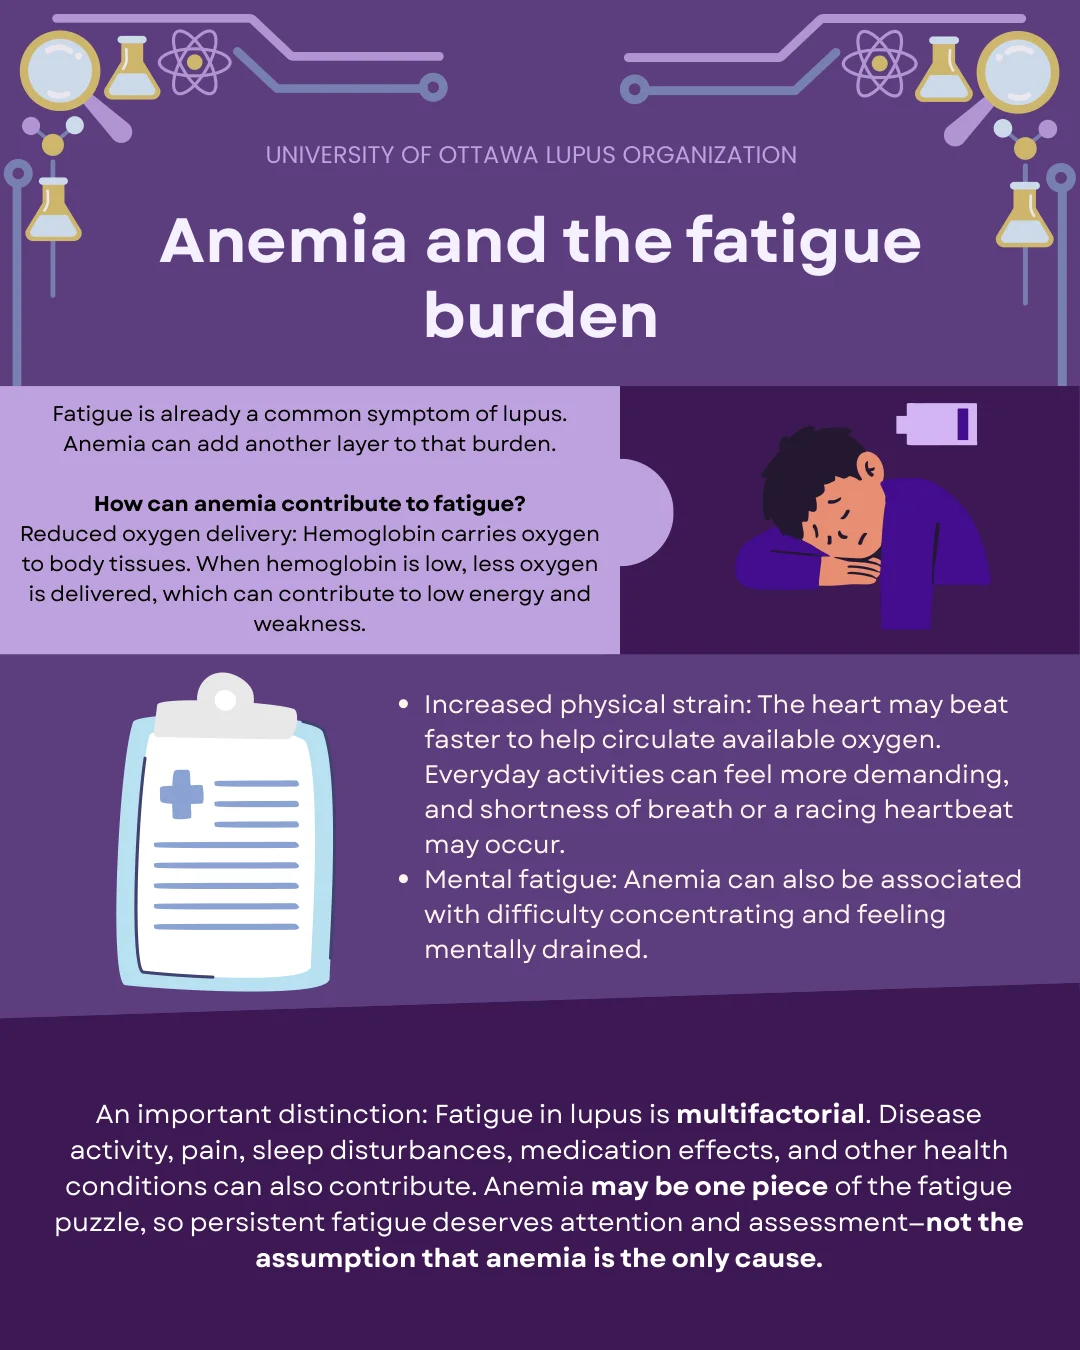 UNIVERSITY OF OTTAWA LUPUS ORGANIZATION
Anemia and the fatigue
burden
Fatigue is already a common symptom of lupus.
Anemia can add another layer to that burden.
How can anemia contribute to fatigue?
Reduced oxygen delivery: Hemoglobin carries oxygen
to body tissues. When hemoglobin is low, less oxygen
is delivered, which can contribute to low energy and
weakness.
• Increased physical strain: The heart may beat
faster to help circulate available oxygen.
Everyday activities can feel more demanding,
and shortness of breath or a racing heartbeat
may occur.
• Mental fatigue: Anemia can also be associated
with difficulty concentrating and feeling
mentally drained.
An important distinction: Fatigue in lupus is multifactorial. Disease
activity, pain, sleep disturbances, medication effects, and other health
conditions can also contribute. Anemia may be one piece of the fatigue
puzzle, so persistent fatigue deserves attention and assessment—not the
assumption that anemia is the only cause.